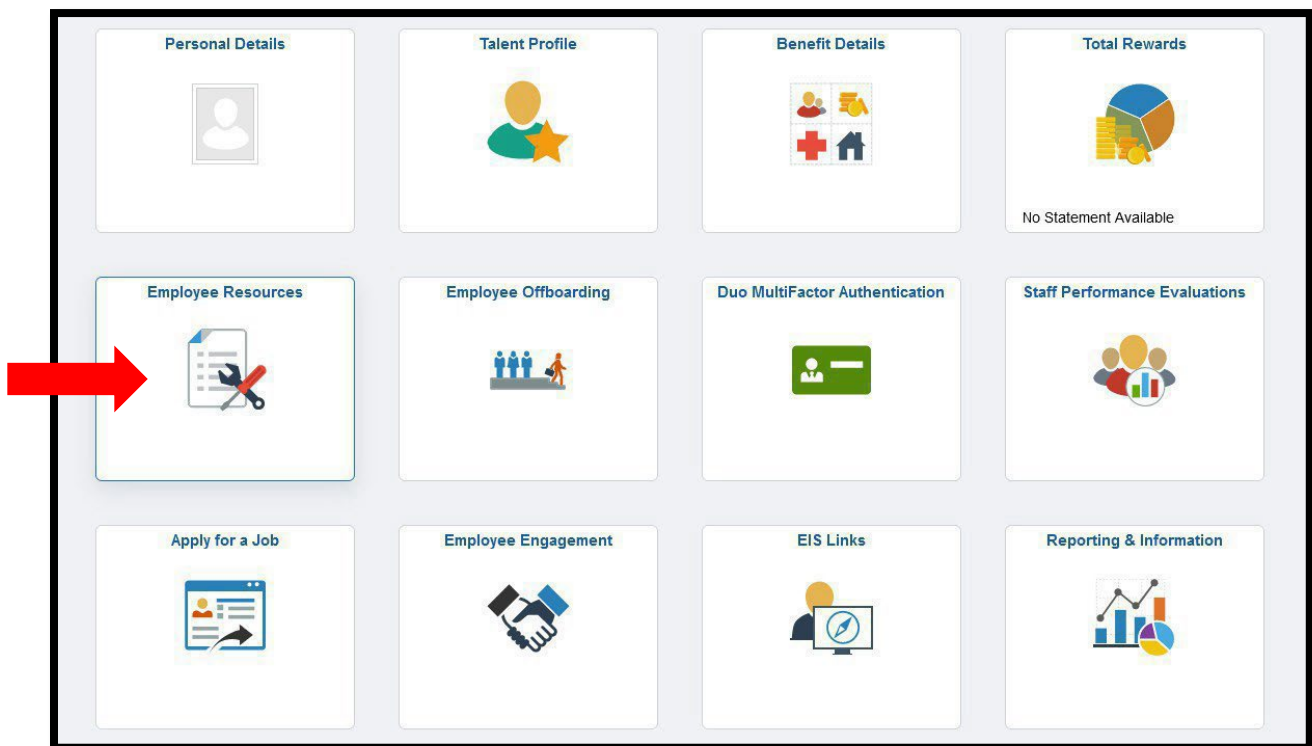 Personal Details
Talent Profile
Benefit Details
Total Rewards
No Statement Available
Employee Resources
Employee Offboarding
Duo MultiFactor Authentication
Staff Performance Evaluations
Apply for a Job
Employee Engagement
EIS Links
Reporting & Information